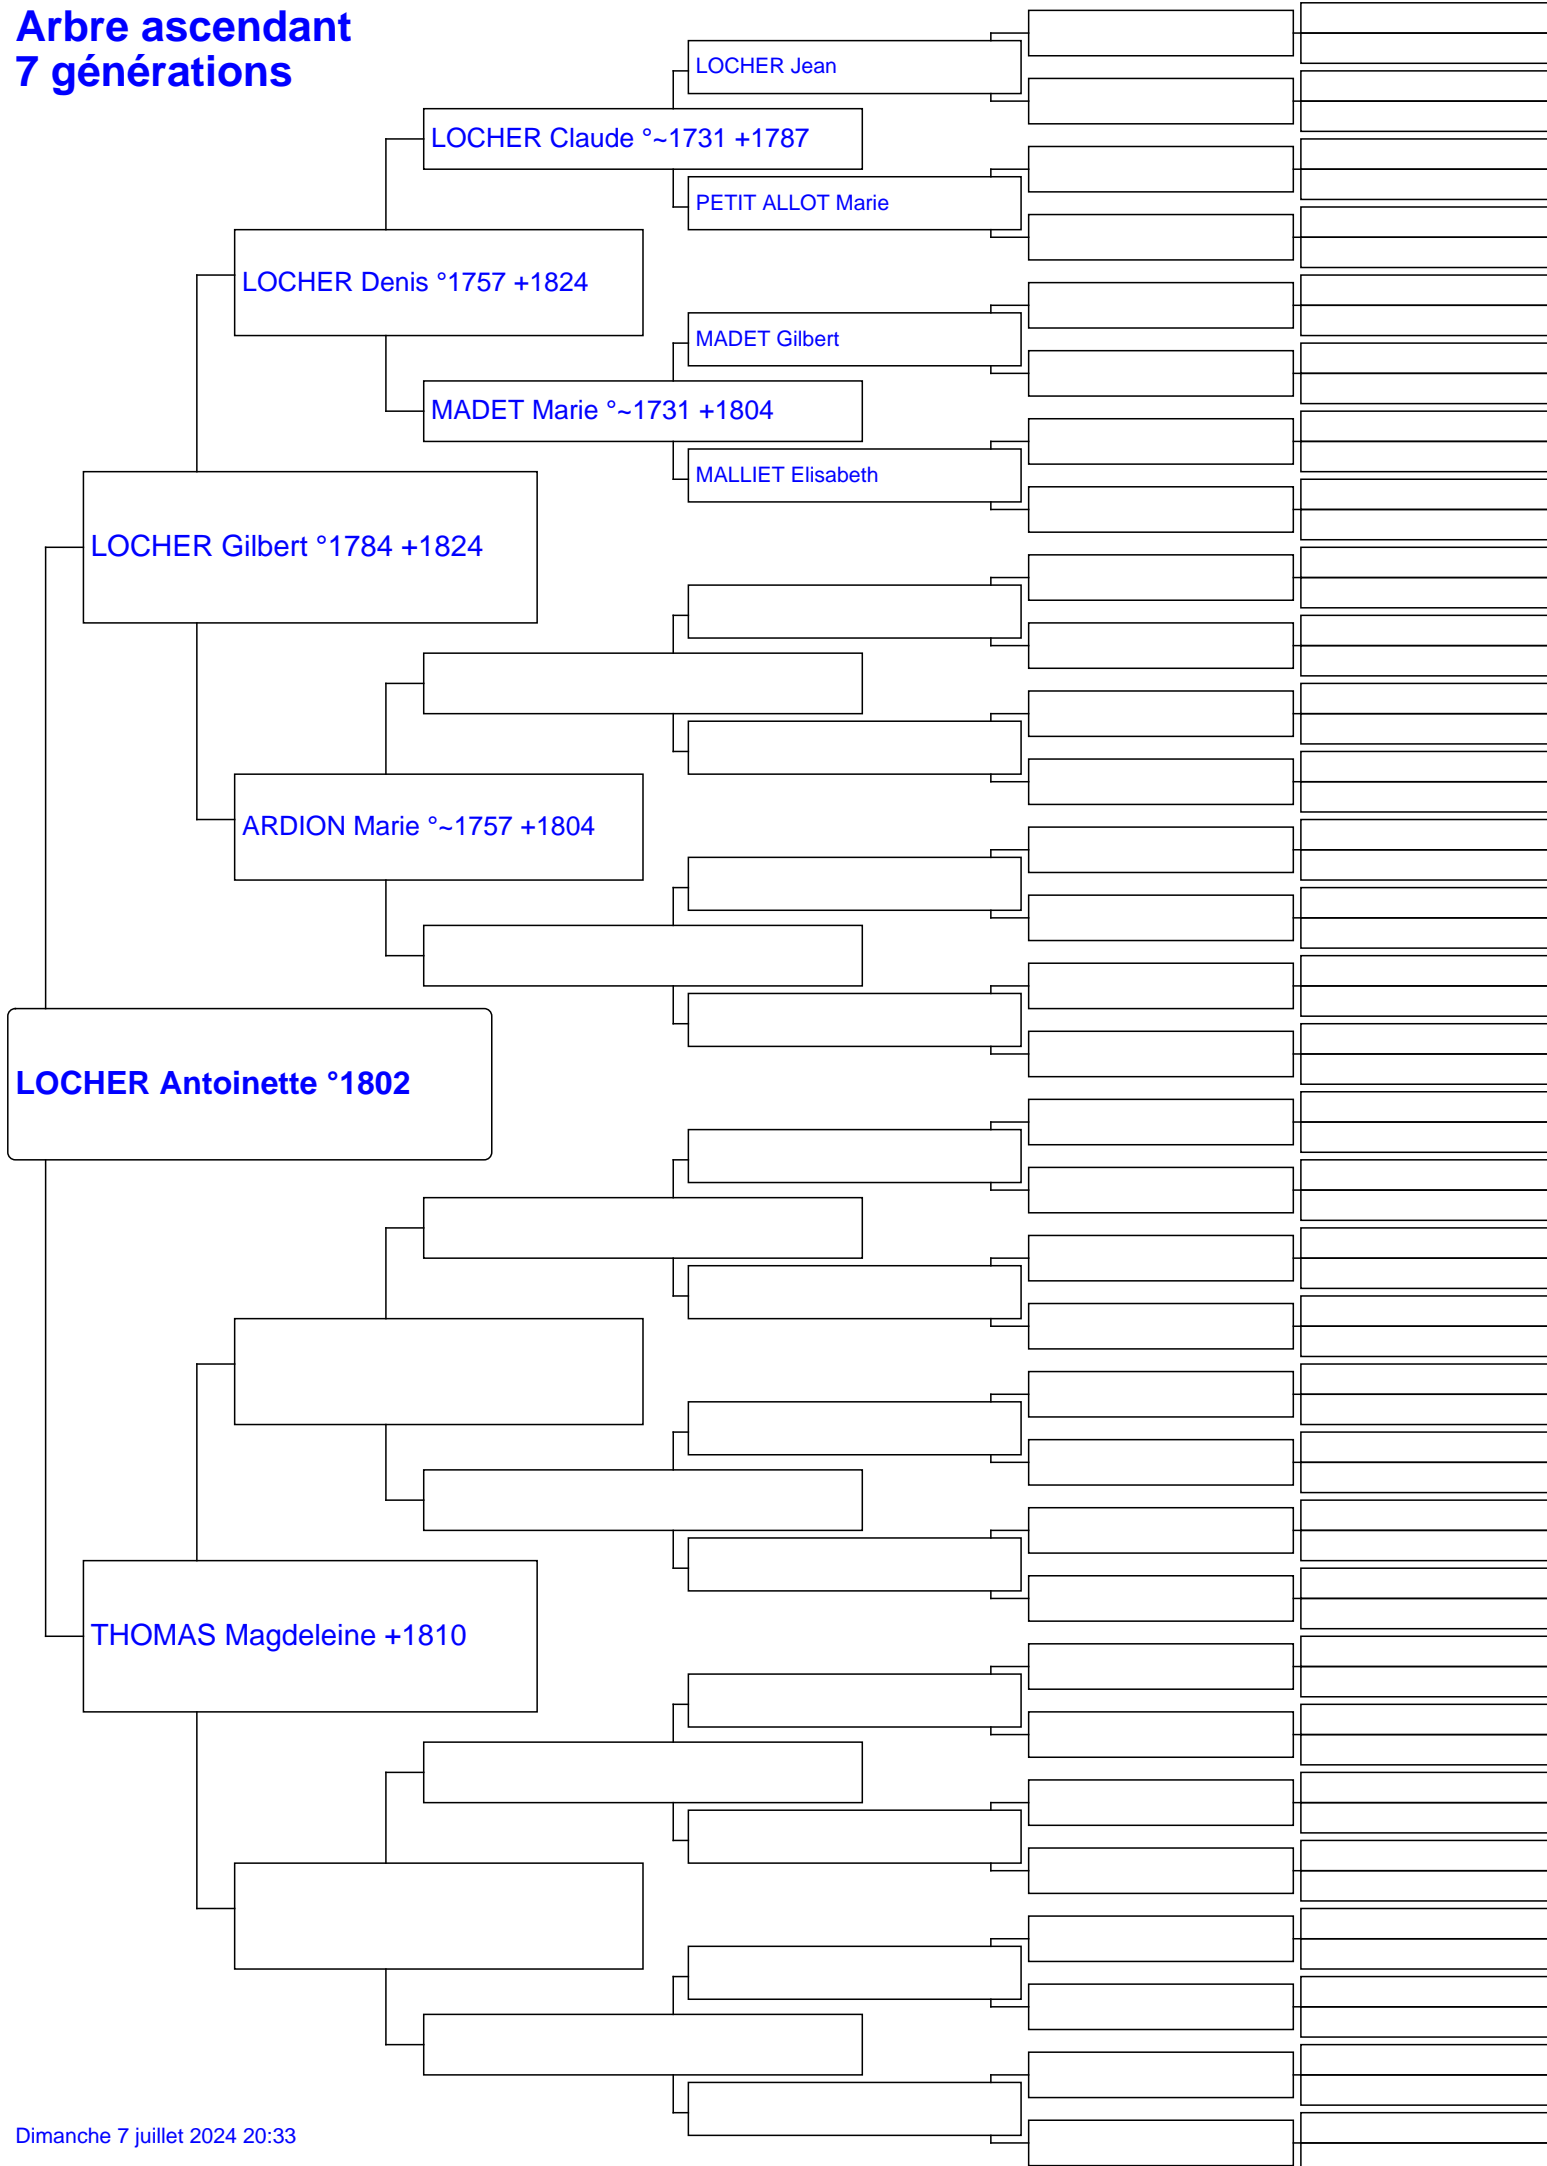 Arbre ascendant
7 générations
LOCHER Jean
LOCHER Claude °~1731 +1787
PETIT ALLOT Marie
LOCHER Denis °1757 +1824
MADET Gilbert
MADET Marie °~1731 +1804
MALLIET Elisabeth
LOCHER Gilbert °1784 +1824
ARDION Marie °~1757 +1804
LOCHER Antoinette °1802
THOMAS Magdeleine +1810
Dimanche 7 juillet 2024 20:33